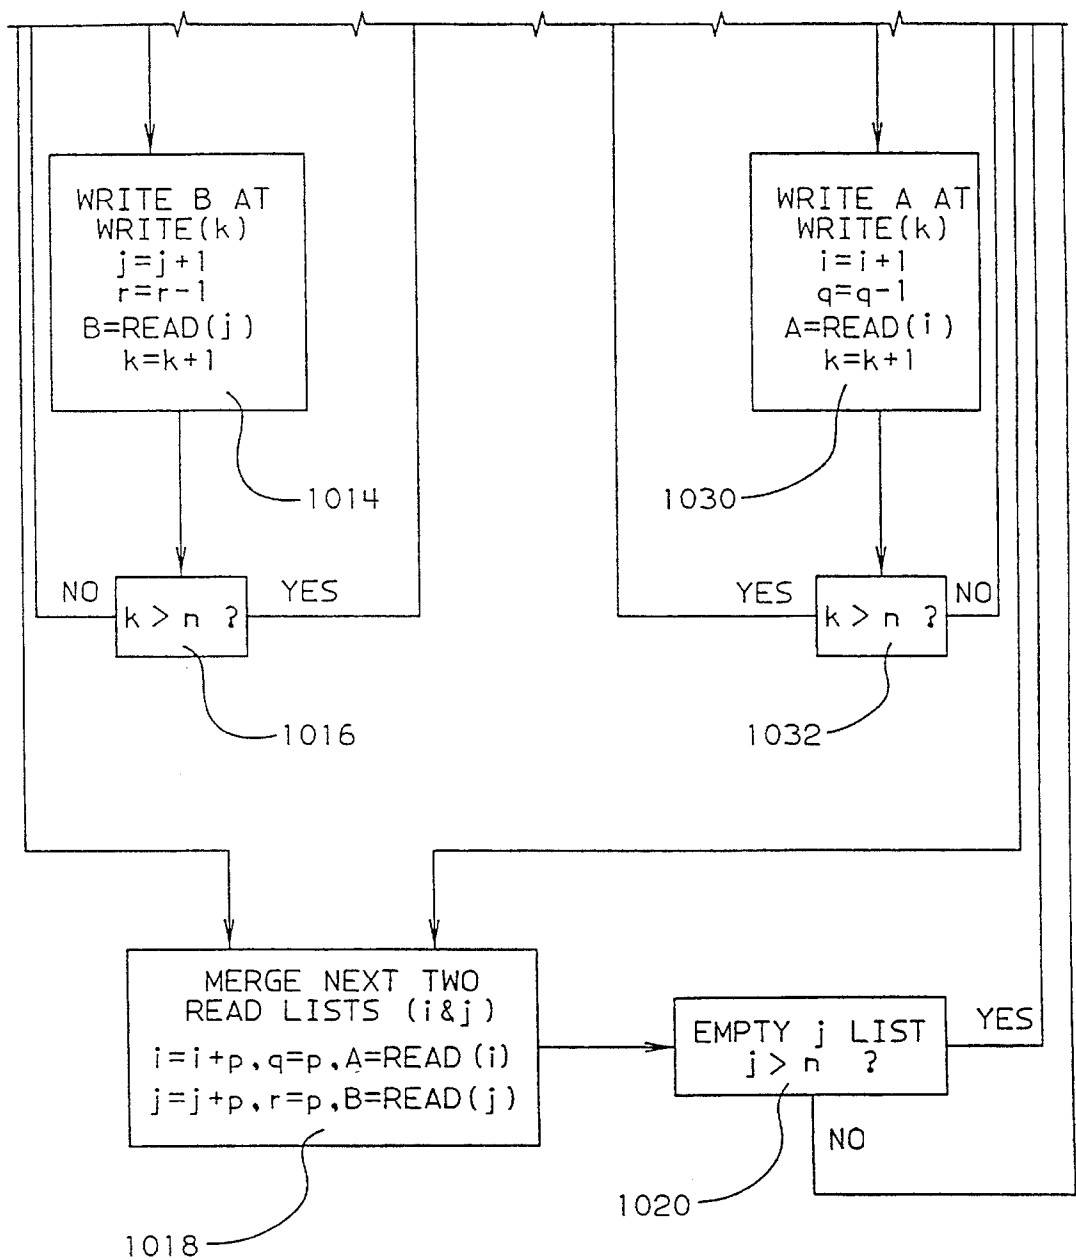 WRITE B AT
WRITE(k)
j=j+1
r=r-1
B=READ(j)
k=k+1
1014
NO
k > n ?
YES
1016
WRITE A AT
WRITE(k)
i=i+1
q=q-1
A=READ(i)
k=k+1
1030
YES
k > n ?
NO
1032
MERGE NEXT TWO
READ LISTS (i&j)
i=i+p,q=p,A=READ(i)
j=j+p,r=p,B=READ(j)
1018
EMPTY j LIST
j > n ?
YES
NO
1020